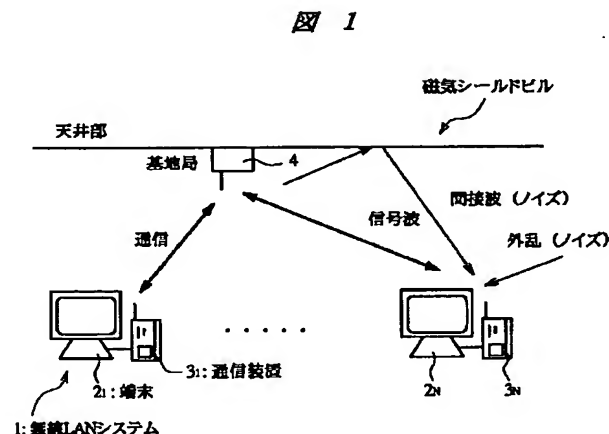 図 1
磁気シールドビル
天井部
基地局
4
間接波 (ノイズ)
信号波
通信
外乱 (ノイズ)
.....
3₁: 通信装置
2₁: 端末
2N
3N
1: 無線LANシステム